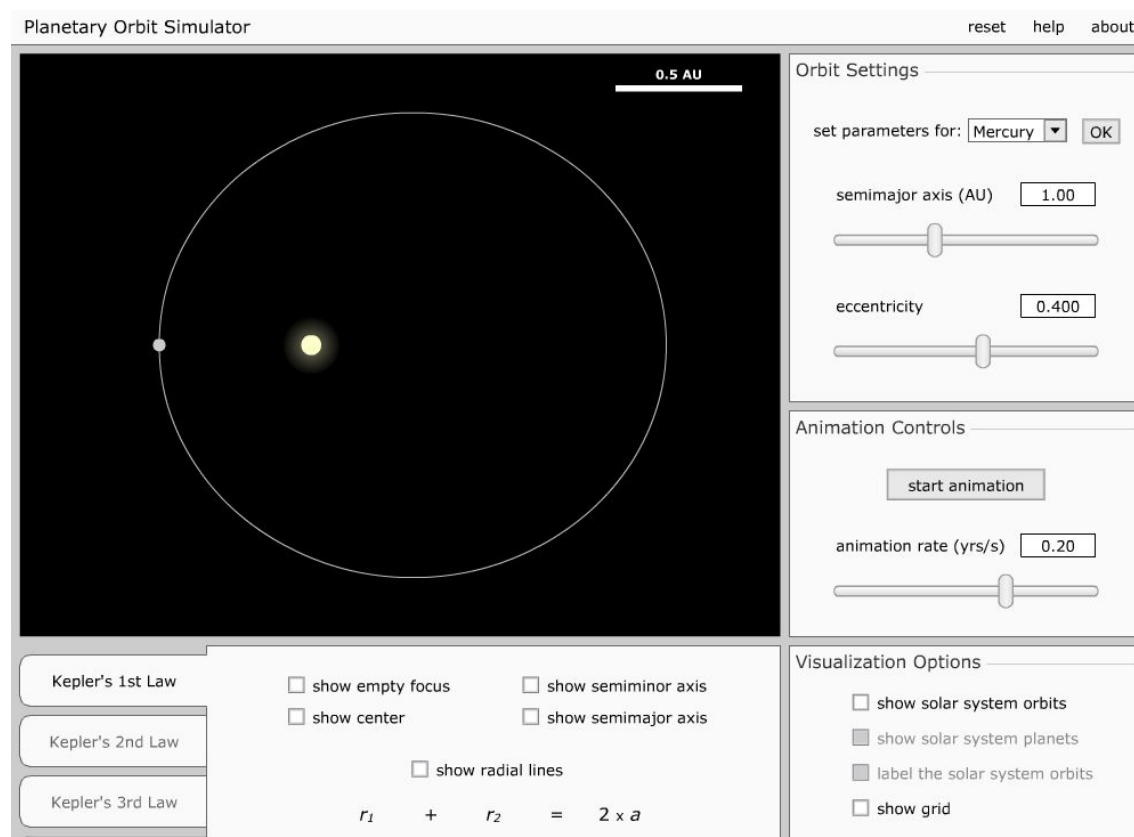 Planetary Orbit Simulator
reset help about
0.5 AU
Orbit Settings
set parameters for: Mercury OK
semimajor axis (AU) 1.00
eccentricity 0.400
Animation Controls
start animation
animation rate (yrs/s) 0.20
Kepler's 1st Law
Kepler's 2nd Law
Kepler's 3rd Law
show empty focus
show semiminor axis
show center
show semimajor axis
show radial lines
r₁ + r₂ = 2 x a
Visualization Options
show solar system orbits
show solar system planets
label the solar system orbits
show grid